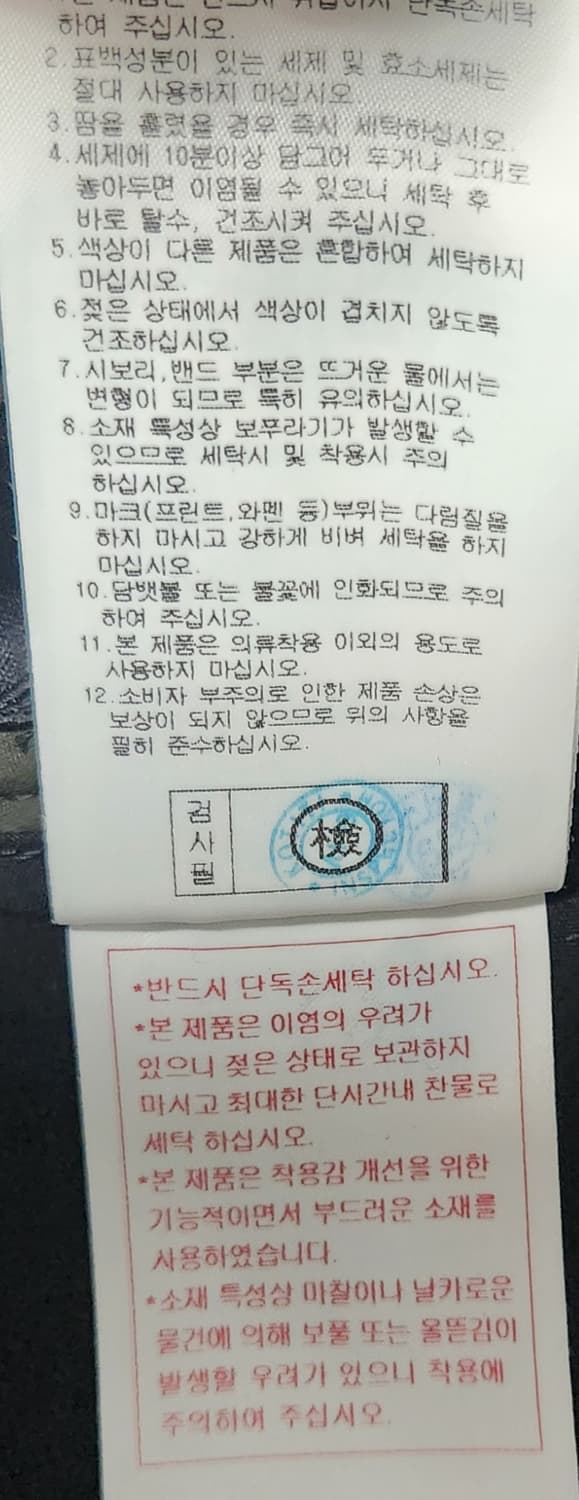 1. 본 제품은 반드시 뒤집어서 단독손세탁
하여 주십시오.
2.표백성분이 있는 세제 및 효소세제는
절대 사용하지 마십시오.
3.땀을 흘렸을 경우 즉시 세탁하십시오.
4.세제에 10분이상 담그어 두거나 그대로
놓아두면 이염될 수 있으니 세탁 후
바로 탈수, 건조시켜 주십시오.
5.색상이 다른 제품은 혼합하여 세탁하지
마십시오.
6.젖은 상태에서 색상이 겹치지 않도록
건조하십시오.
7.시보리,밴드 부분은 뜨거운 물에서는
변형이 되므로 특히 유의하십시오.
8.소재 특성상 보푸라기가 발생할 수
있으므로 세탁시 및 착용시 주의
하십시오.
9.마크(프린트,와펜 등)부위는 다림질을
하지 마시고 강하게 비벼 세탁을 하지
마십시오.
10.담뱃불 또는 불꽃에 인화되므로 주의
하여 주십시오.
11.본 제품은 의류착용 이외의 용도로
사용하지 마십시오.
12.소비자 부주의로 인한 제품 손상은
보상이 되지 않으므로 위의 사항을
필히 준수하십시오.
검
사
필
檢
*반드시 단독손세탁 하십시오.
*본 제품은 이염의 우려가
있으니 젖은 상태로 보관하지
마시고 최대한 단시간내 찬물로
세탁 하십시오.
*본 제품은 착용감 개선을 위한
기능적이면서 부드러운 소재를
사용하였습니다.
*소재 특성상 마찰이나 날카로운
물건에 의해 보풀 또는 올뜯김이
발생할 우려가 있으니 착용에
주의하여 주십시오.